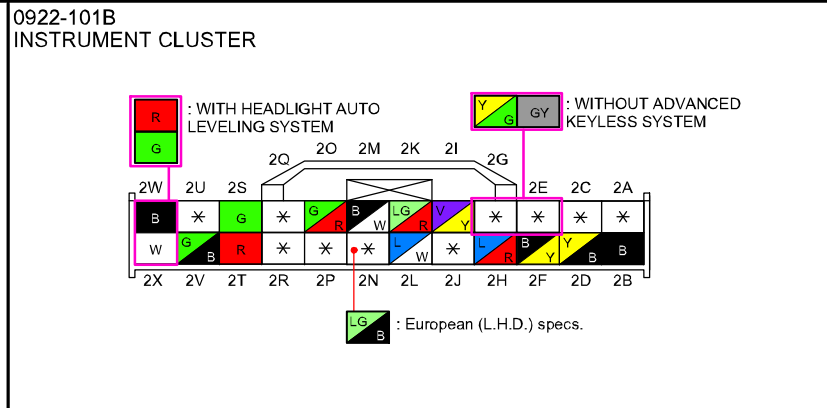 0922-101B
INSTRUMENT CLUSTER
R
G
: WITH HEADLIGHT AUTO
LEVELING SYSTEM
Y
G
GY
: WITHOUT ADVANCED
KEYLESS SYSTEM
2W 2U 2S 2Q 2O 2M 2K 2I 2G 2E 2C 2A
B * G * G R B W LG R V Y * * * *
W G B R * * * L W * L R B Y Y B B
2X 2V 2T 2R 2P 2N 2L 2J 2H 2F 2D 2B
LG
B
: European (L.H.D.) specs.